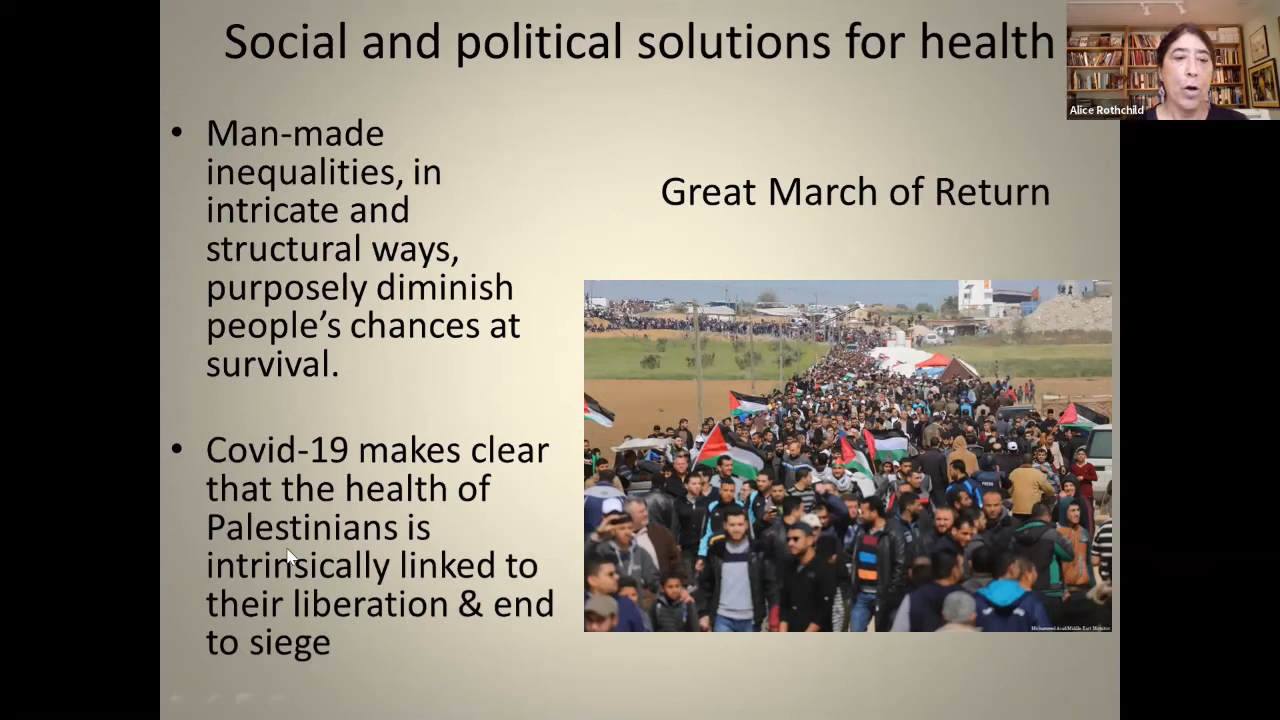 Social and political solutions for health
Alice Rothchild
• Man-made
inequalities, in
intricate and
structural ways,
purposely diminish
people’s chances at
survival.
• Covid-19 makes clear
that the health of
Palestinians is
intrinsically linked to
their liberation & end
to siege
Great March of Return
PRESS